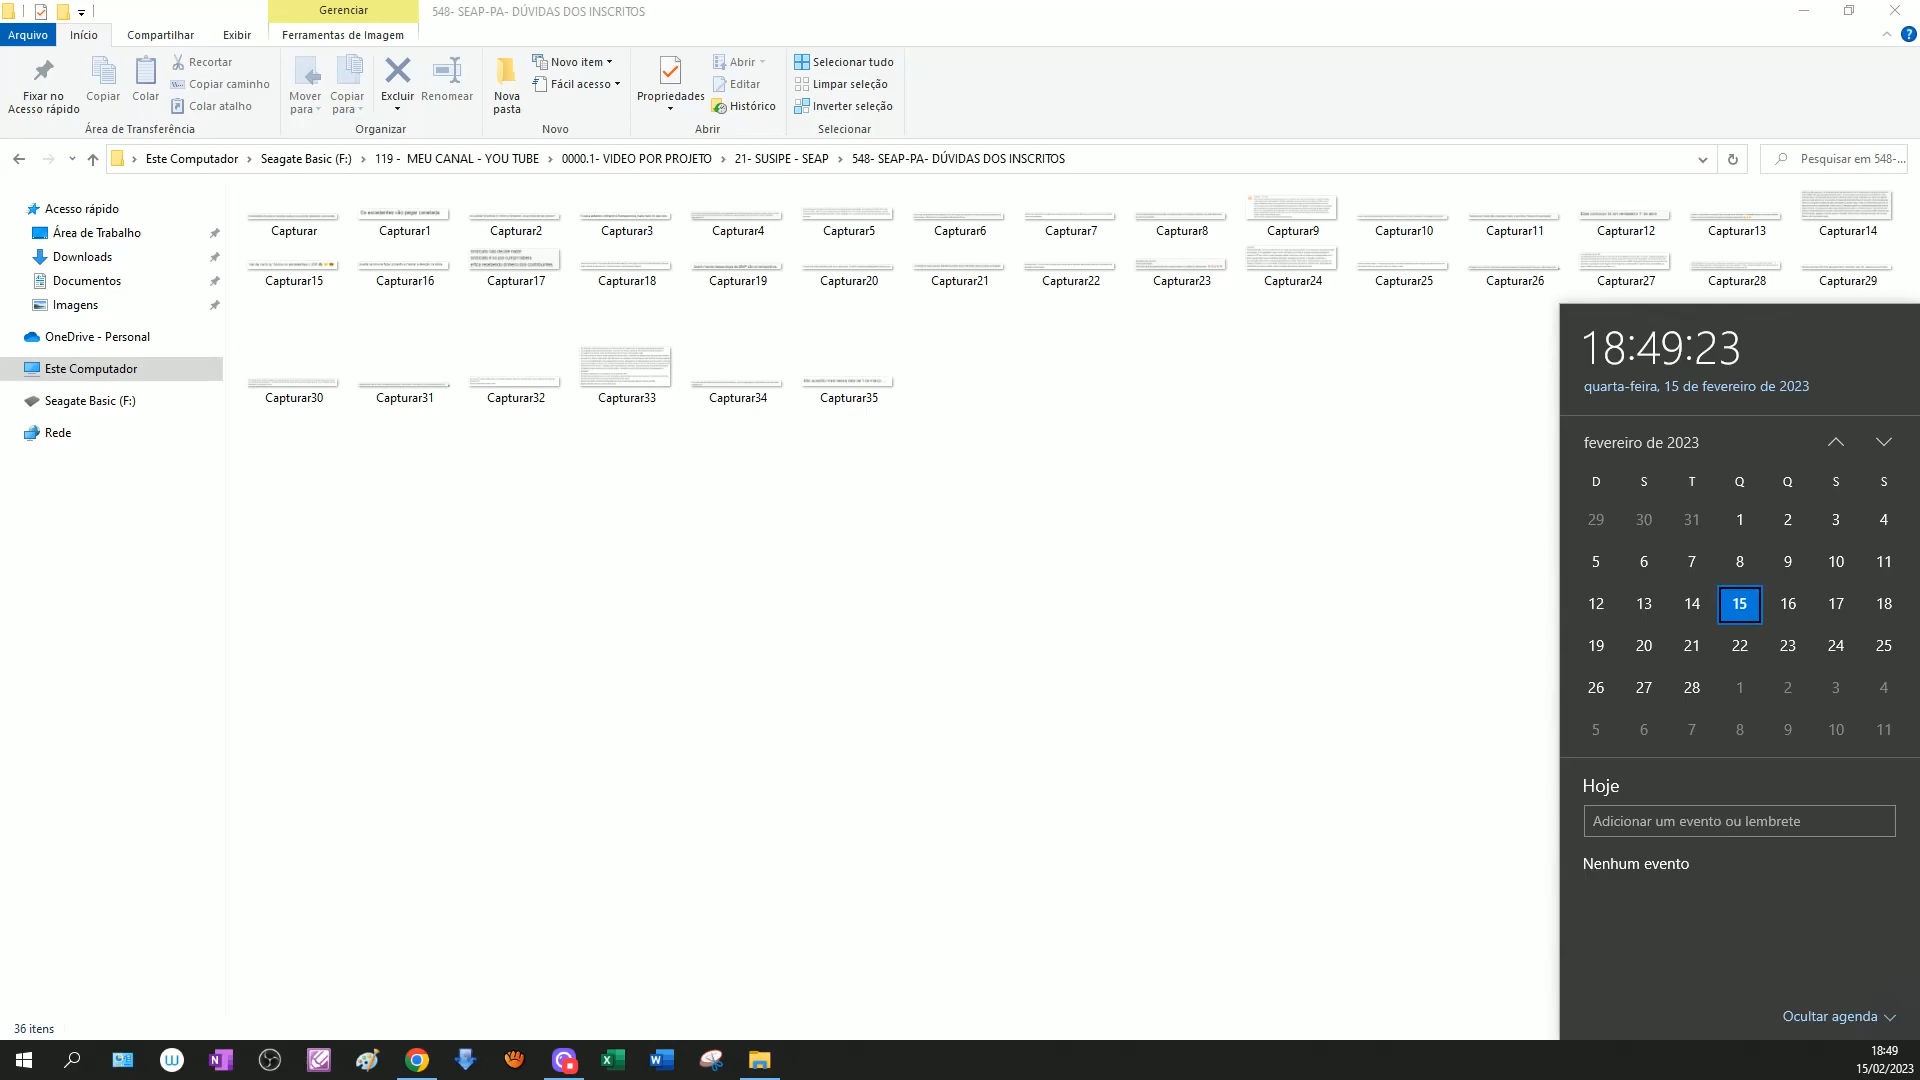 Gerenciar
548- SEAP-PA- DÚVIDAS DOS INSCRITOS
Arquivo Início Compartilhar Exibir Ferramentas de Imagem
Fixar no Acesso rápido
Copiar
Colar
Recortar
Copiar caminho
Colar atalho
Área de Transferência
Mover para
Copiar para
Excluir
Renomear
Organizar
Nova pasta
Novo item
Fácil acesso
Novo
Propriedades
Abrir
Editar
Histórico
Abrir
Selecionar tudo
Limpar seleção
Inverter seleção
Selecionar
Este Computador › Seagate Basic (F:) › 119 - MEU CANAL - YOU TUBE › 0000.1- VIDEO POR PROJETO › 21- SUSIPE - SEAP › 548- SEAP-PA- DÚVIDAS DOS INSCRITOS
Pesquisar em 548-...
Acesso rápido
Área de Trabalho
Downloads
Documentos
Imagens
OneDrive - Personal
Este Computador
Seagate Basic (F:)
Rede
Os excedentes vão pegar canetada
Capturar Capturar1 Capturar2 Capturar3 Capturar4 Capturar5 Capturar6 Capturar7 Capturar8 Capturar9 Capturar10 Capturar11 Capturar12 Capturar13 Capturar14
Capturar15 Capturar16 Capturar17 Capturar18 Capturar19 Capturar20 Capturar21 Capturar22 Capturar23 Capturar24 Capturar25 Capturar26 Capturar27 Capturar28 Capturar29
Capturar30 Capturar31 Capturar32 Capturar33 Capturar34 Capturar35
18:49:23
quarta-feira, 15 de fevereiro de 2023
fevereiro de 2023
D S T Q Q S S
29 30 31 1 2 3 4
5 6 7 8 9 10 11
12 13 14 15 16 17 18
19 20 21 22 23 24 25
26 27 28 1 2 3 4
5 6 7 8 9 10 11
Hoje
Adicionar um evento ou lembrete
Nenhum evento
Ocultar agenda
36 itens
18:49
15/02/2023